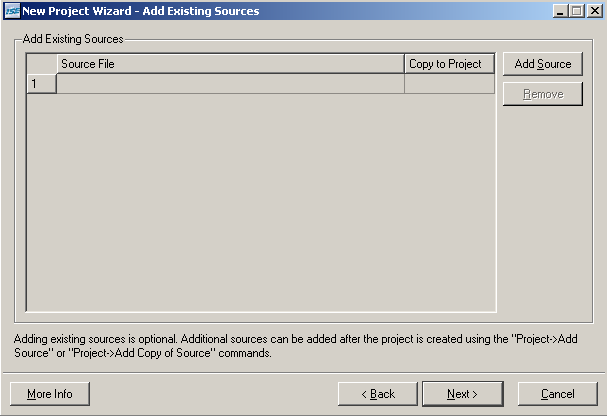 ISE New Project Wizard - Add Existing Sources
Add Existing Sources
Source File Copy to Project Add Source
1
Remove
Adding existing sources is optional. Additional sources can be added after the project is created using the "Project->Add
Source" or "Project->Add Copy of Source" commands.
More Info < Back Next > Cancel